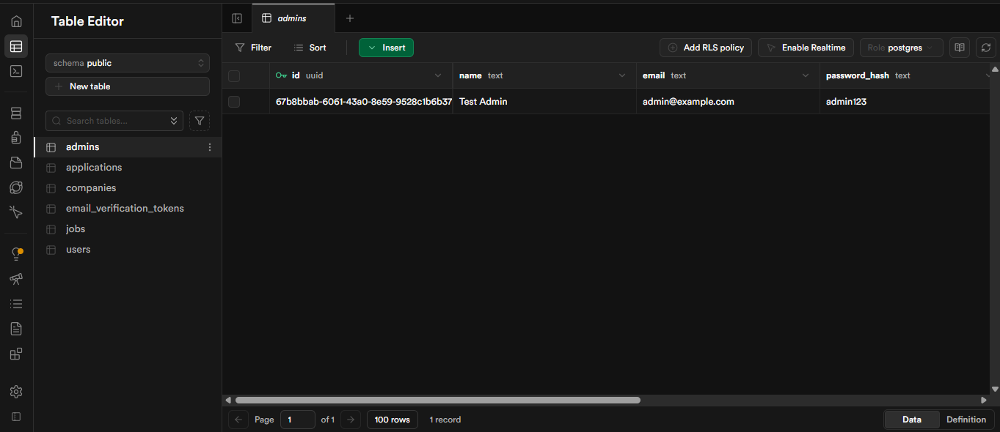 Table Editor
admins
schema public
New table
Search tables...
admins
applications
companies
email_verification_tokens
jobs
users
Filter
Sort
Insert
Add RLS policy
Enable Realtime
Role postgres
id uuid
name text
email text
password_hash text
67b8bbab-6061-43a0-8e59-9528c1b6b37
Test Admin
admin@example.com
admin123
Page 1 of 1
100 rows
1 record
Data
Definition